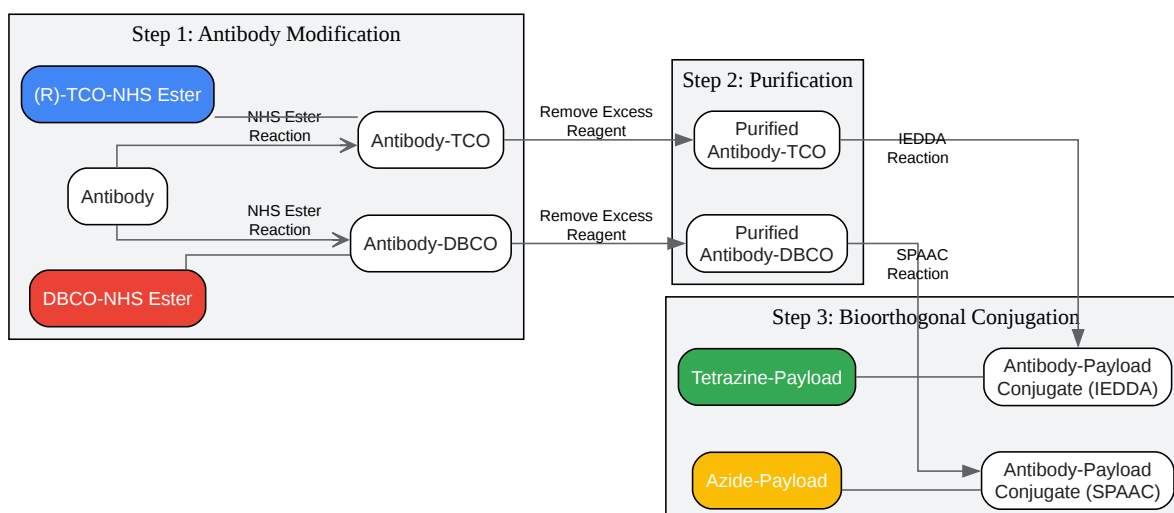 Step 1: Antibody Modification
(R)-TCO-NHS Ester
NHS Ester
Reaction
Antibody-TCO
Antibody
NHS Ester
Reaction
Antibody-DBCO
DBCO-NHS Ester
Remove Excess
Reagent
Remove Excess
Reagent
Step 2: Purification
Purified
Antibody-TCO
Purified
Antibody-DBCO
IEDDA
Reaction
SPAAC
Reaction
Step 3: Bioorthogonal Conjugation
Tetrazine-Payload
Antibody-Payload
Conjugate (IEDDA)
Azide-Payload
Antibody-Payload
Conjugate (SPAAC)